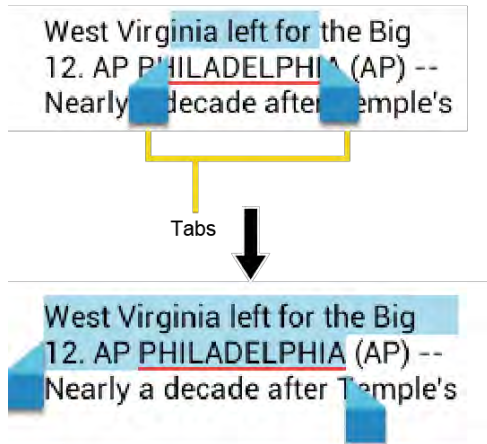 West Virginia left for the Big
12. AP PHILADELPHIA (AP) --
Nearly decade after Temple's
Tabs
West Virginia left for the Big
12. AP PHILADELPHIA (AP) --
Nearly a decade after Temple's